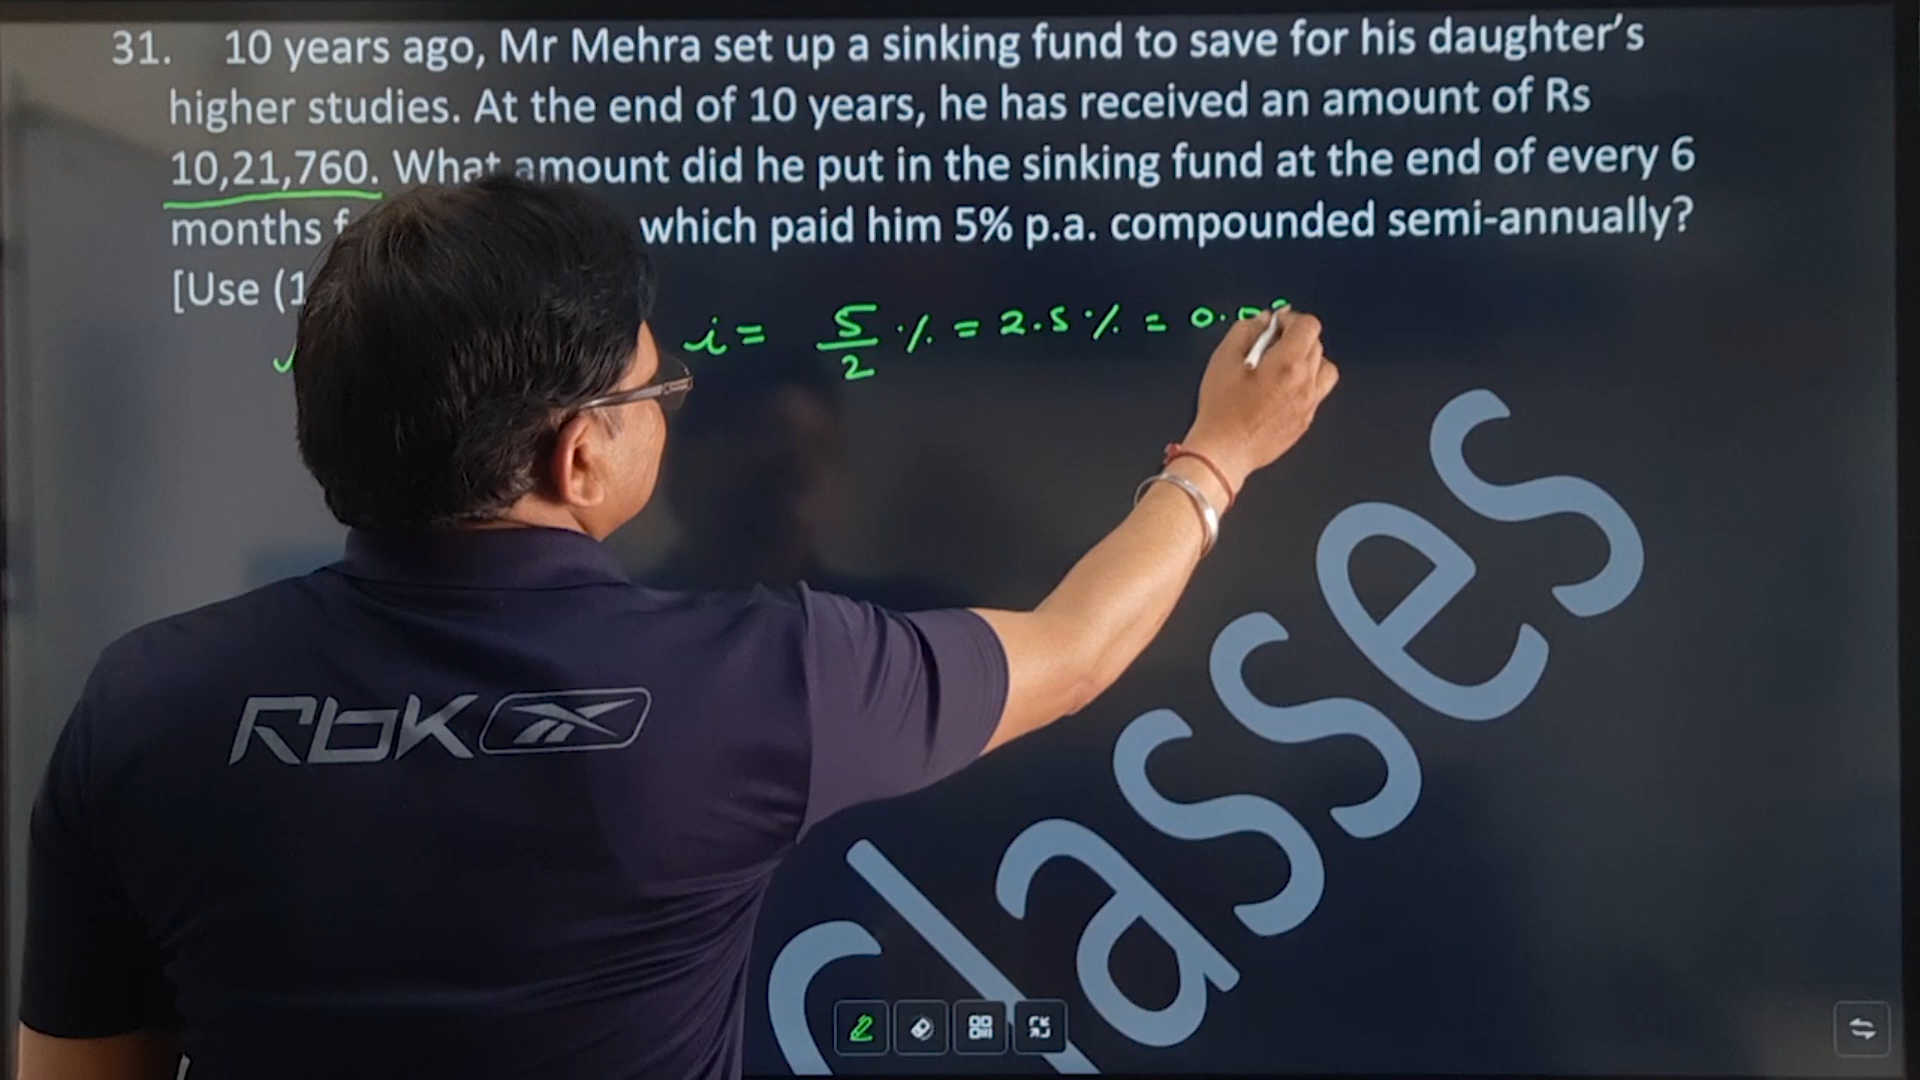 31. 10 years ago, Mr Mehra set up a sinking fund to save for his daughter's
higher studies. At the end of 10 years, he has received an amount of Rs
10,21,760. What amount did he put in the sinking fund at the end of every 6
months which paid him 5% p.a. compounded semi-annually?
[Use (1
i = 5/2 % = 2.5 % = 0.0
RbK
Classes